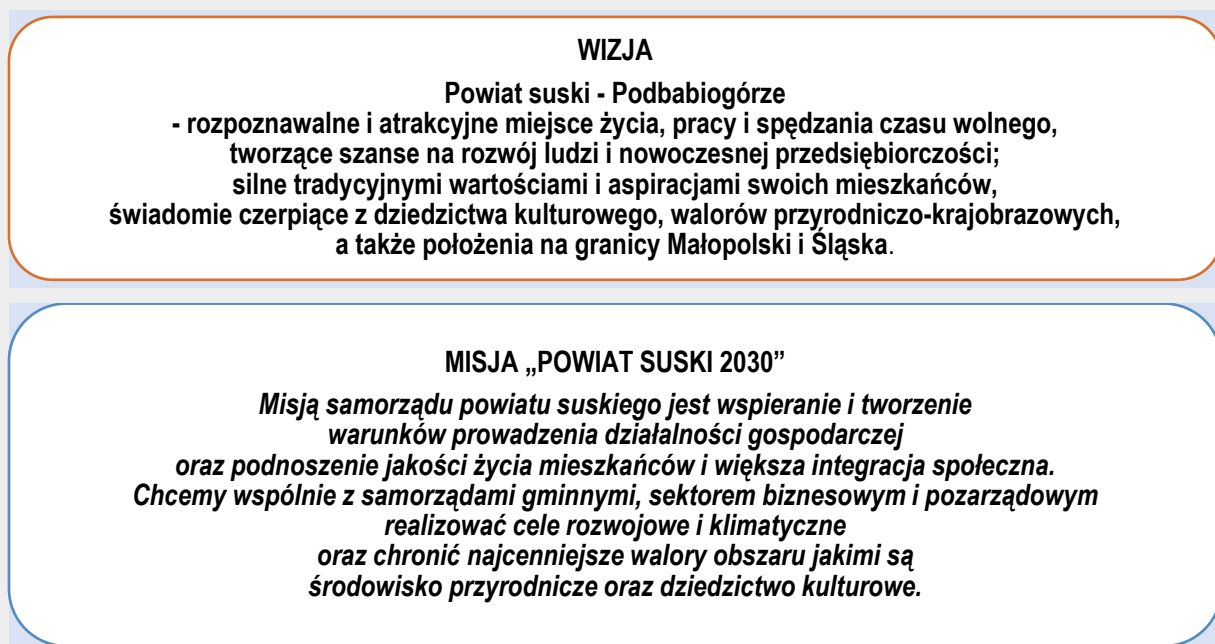 WIZJA
Powiat suski - Podbabiogórze
- rozpoznawalne i atrakcyjne miejsce życia, pracy i spędzania czasu wolnego,
tworzące szanse na rozwój ludzi i nowoczesnej przedsiębiorczości;
silne tradycyjnymi wartościami i aspiracjami swoich mieszkańców,
świadomie czerpiące z dziedzictwa kulturowego, walorów przyrodniczo-krajobrazowych,
a także położenia na granicy Małopolski i Śląska.
MISJA „POWIAT SUSKI 2030”
Misją samorządu powiatu suskiego jest wspieranie i tworzenie
warunków prowadzenia działalności gospodarczej
oraz podnoszenie jakości życia mieszkańców i większa integracja społeczna.
Chcemy wspólnie z samorządami gminnymi, sektorem biznesowym i pozarządowym
realizować cele rozwojowe i klimatyczne
oraz chronić najcenniejsze walory obszaru jakimi są
środowisko przyrodnicze oraz dziedzictwo kulturowe.